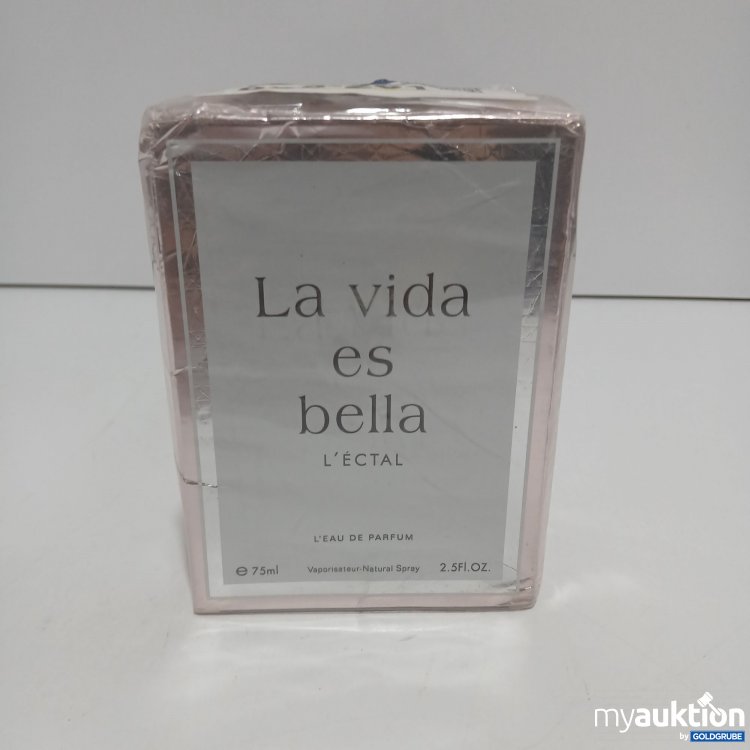 La vida
es
bella
L'ÉCTAL
L'EAU DE PARFUM
℮ 75ml Vaporisateur-Natural Spray 2.5Fl.OZ.
myauktion
by GOLDGRUBE